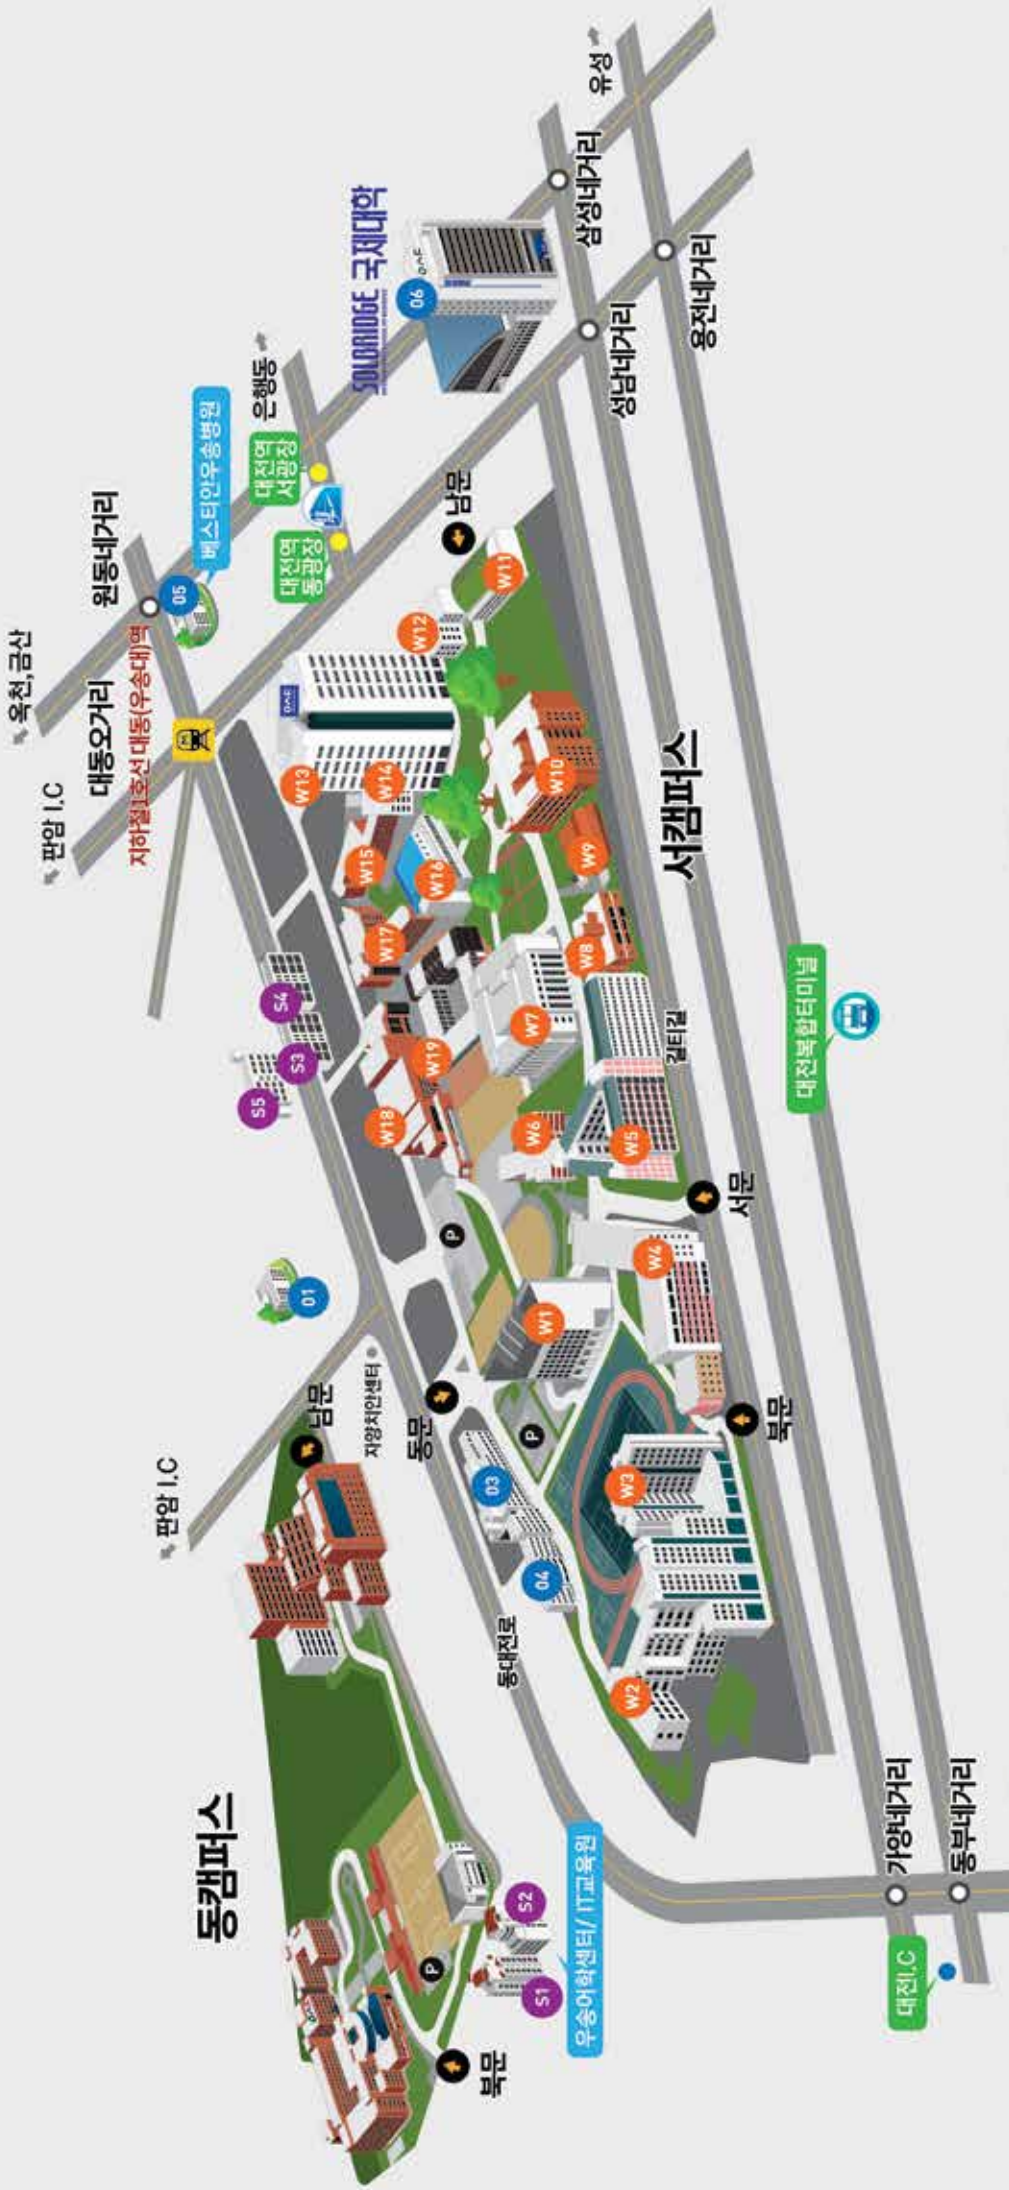 동캠퍼스
북문
S1
S2
P
우송어학센터/ IT교육원
대전I.C
가양네거리
동부네거리
판암 I.C
남문
자양치안센터
동문
동대전로
01
03
04
P
P
W1
W2
W3
W4
북문
서문
W5
W6
W7
W8
W9
W10
W11
W12
W13
W14
W15
W16
W17
W18
W19
S3
S4
S5
길터길
서캠퍼스
대전복합터미널
남문
판암 I.C
옥천,금산
대동오거리
지하철1호선 대동(우송대)역
원동네거리
05
베스티안우송병원
은행동
대전역
서광장
대전역
동광장
SOLBRIDGE 국제대학
06
성남네거리
삼성네거리
용전네거리
유성